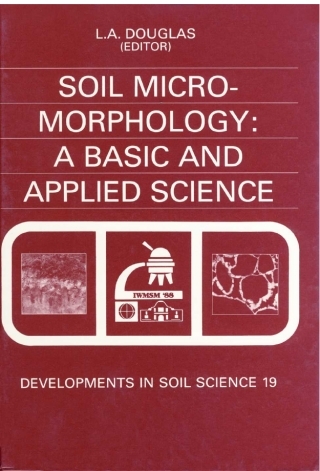 L.A. DOUGLAS
(EDITOR)
SOIL MICRO-
MORPHOLOGY:
A BASIC AND
APPLIED SCIENCE
IWMSM '88
DEVELOPMENTS IN SOIL SCIENCE 19